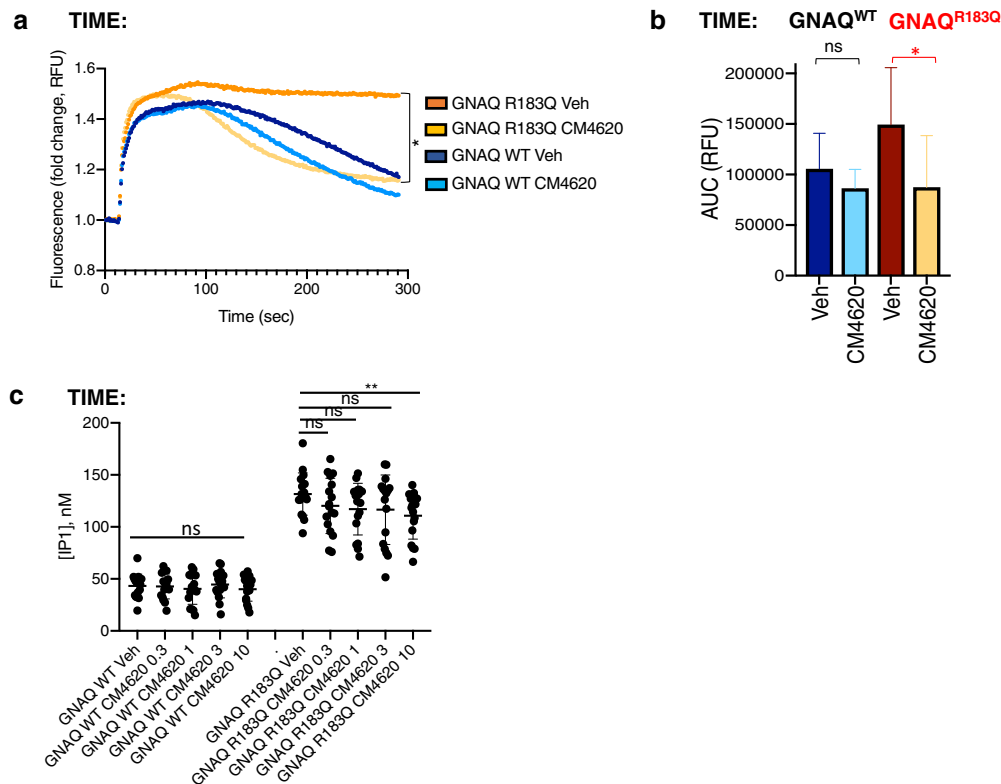 a TIME:
Fluorescence (fold change, RFU)
1.6
1.4
1.2
1.0
0.8
0 100 200 300
Time (sec)
*
GNAQ R183Q Veh
GNAQ R183Q CM4620
GNAQ WT Veh
GNAQ WT CM4620
b TIME: GNAQWT GNAQR183Q
ns *
AUC (RFU)
200000
150000
100000
50000
0
Veh
CM4620
Veh
CM4620
c TIME:
[IP1], nM
200
150
100
50
0
ns
**
ns
ns
ns
GNAQ WT Veh
GNAQ WT CM4620 0.3
GNAQ WT CM4620 1
GNAQ WT CM4620 3
GNAQ WT CM4620 10
.
GNAQ R183Q Veh
GNAQ R183Q CM4620 0.3
GNAQ R183Q CM4620 1
GNAQ R183Q CM4620 3
GNAQ R183Q CM4620 10